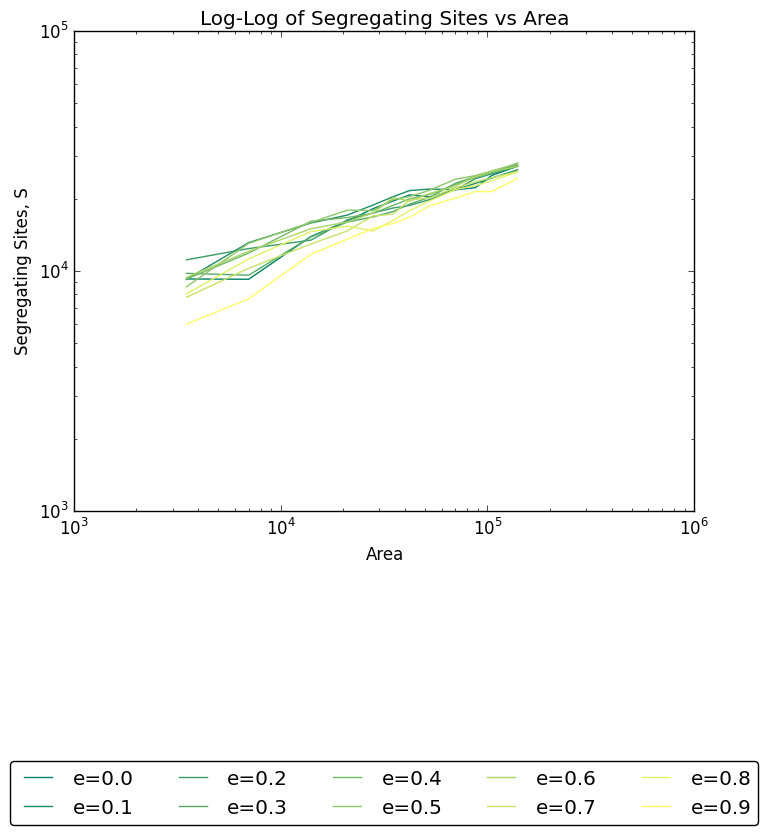 Log-Log of Segregating Sites vs Area
10^5
10^4
10^3
Segregating Sites, S
10^3 10^4 10^5 10^6
Area
e=0.0 e=0.2 e=0.4 e=0.6 e=0.8
e=0.1 e=0.3 e=0.5 e=0.7 e=0.9